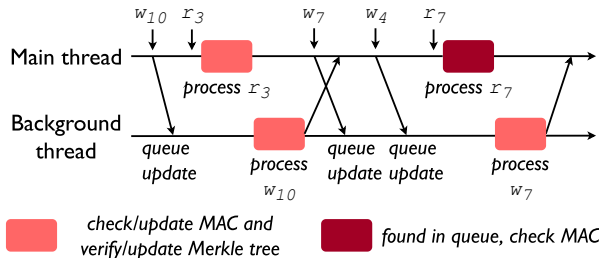 w10 r3 w7 w4 r7
Main thread
process r3 process r7
Background
thread
queue
update
process
w10
queue
update
queue
update
process
w7
check/update MAC and
verify/update Merkle tree
found in queue, check MAC